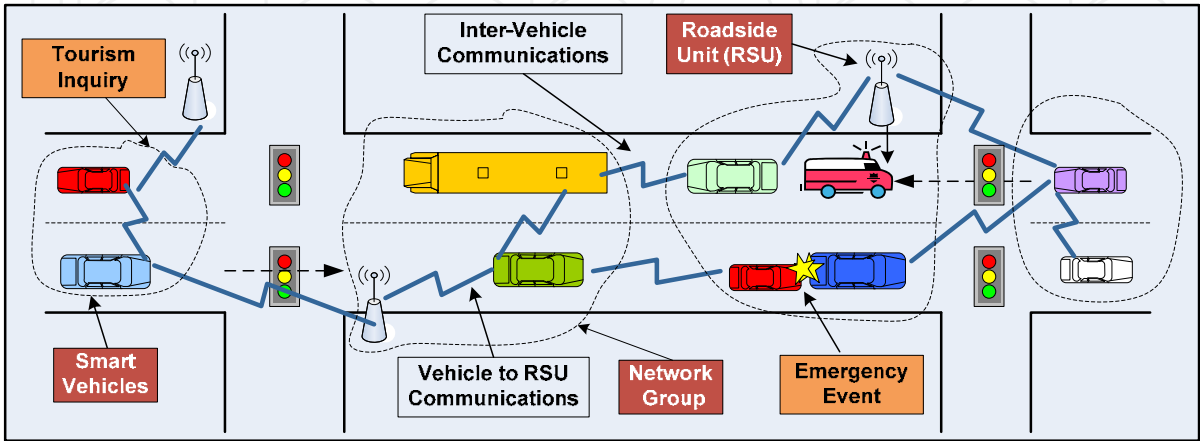 Tourism
Inquiry
Inter-Vehicle
Communications
Roadside
Unit (RSU)
Smart
Vehicles
Vehicle to RSU
Communications
Network
Group
Emergency
Event